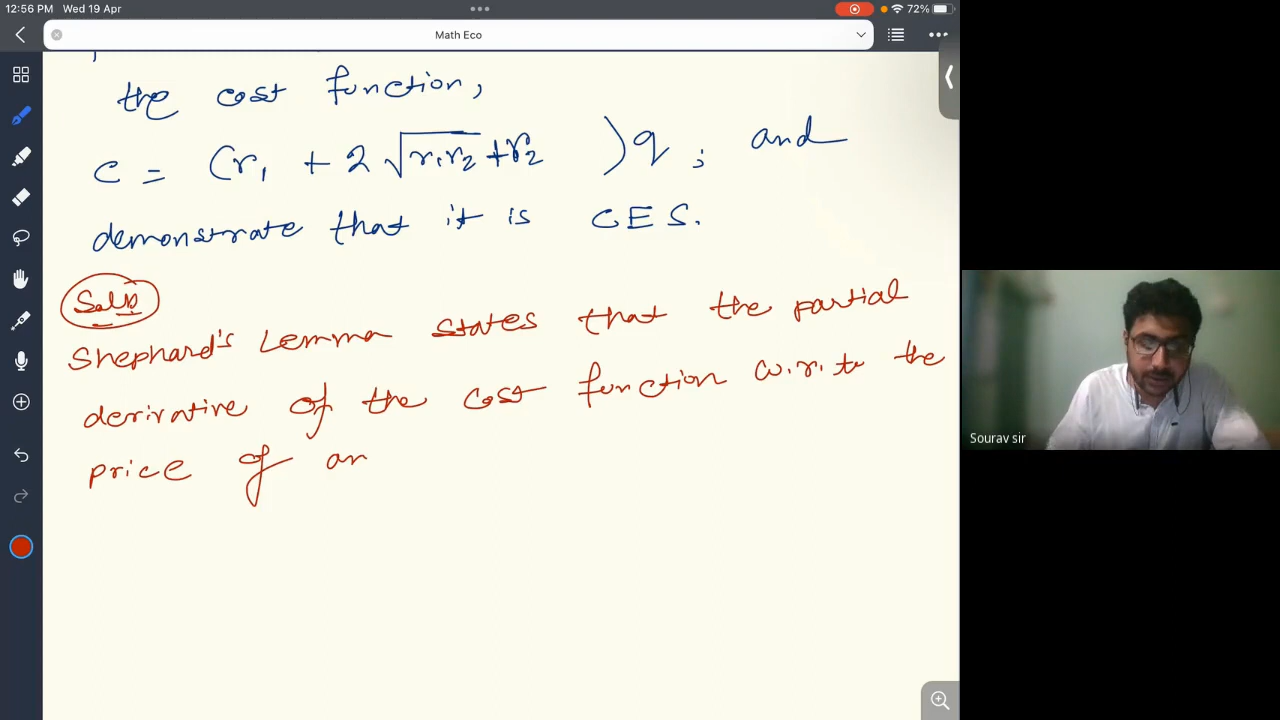 12:56 PM Wed 19 Apr
72%
Math Eco
the cost function,
c = (r₁ + 2√r₁r₂ + r₂ )q ; and
demonstrate that it is CES.
Shephard's Lemma states that the partial
derivative of the cost function w.r. to the
price of an
Sourav sir